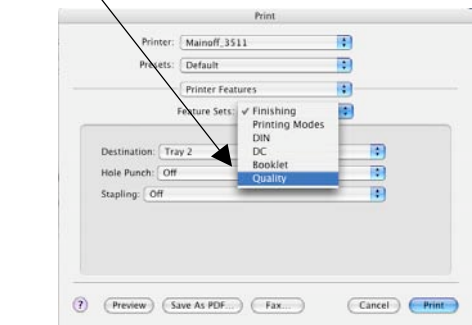 Print
Printer: Mainoff_3511
Presets: Default
Printer Features
Feature Sets: ✓ Finishing
Printing Modes
DIN
DC
Booklet
Quality
Destination: Tray 2
Hole Punch: Off
Stapling: Off
? Preview Save As PDF... Fax... Cancel Print